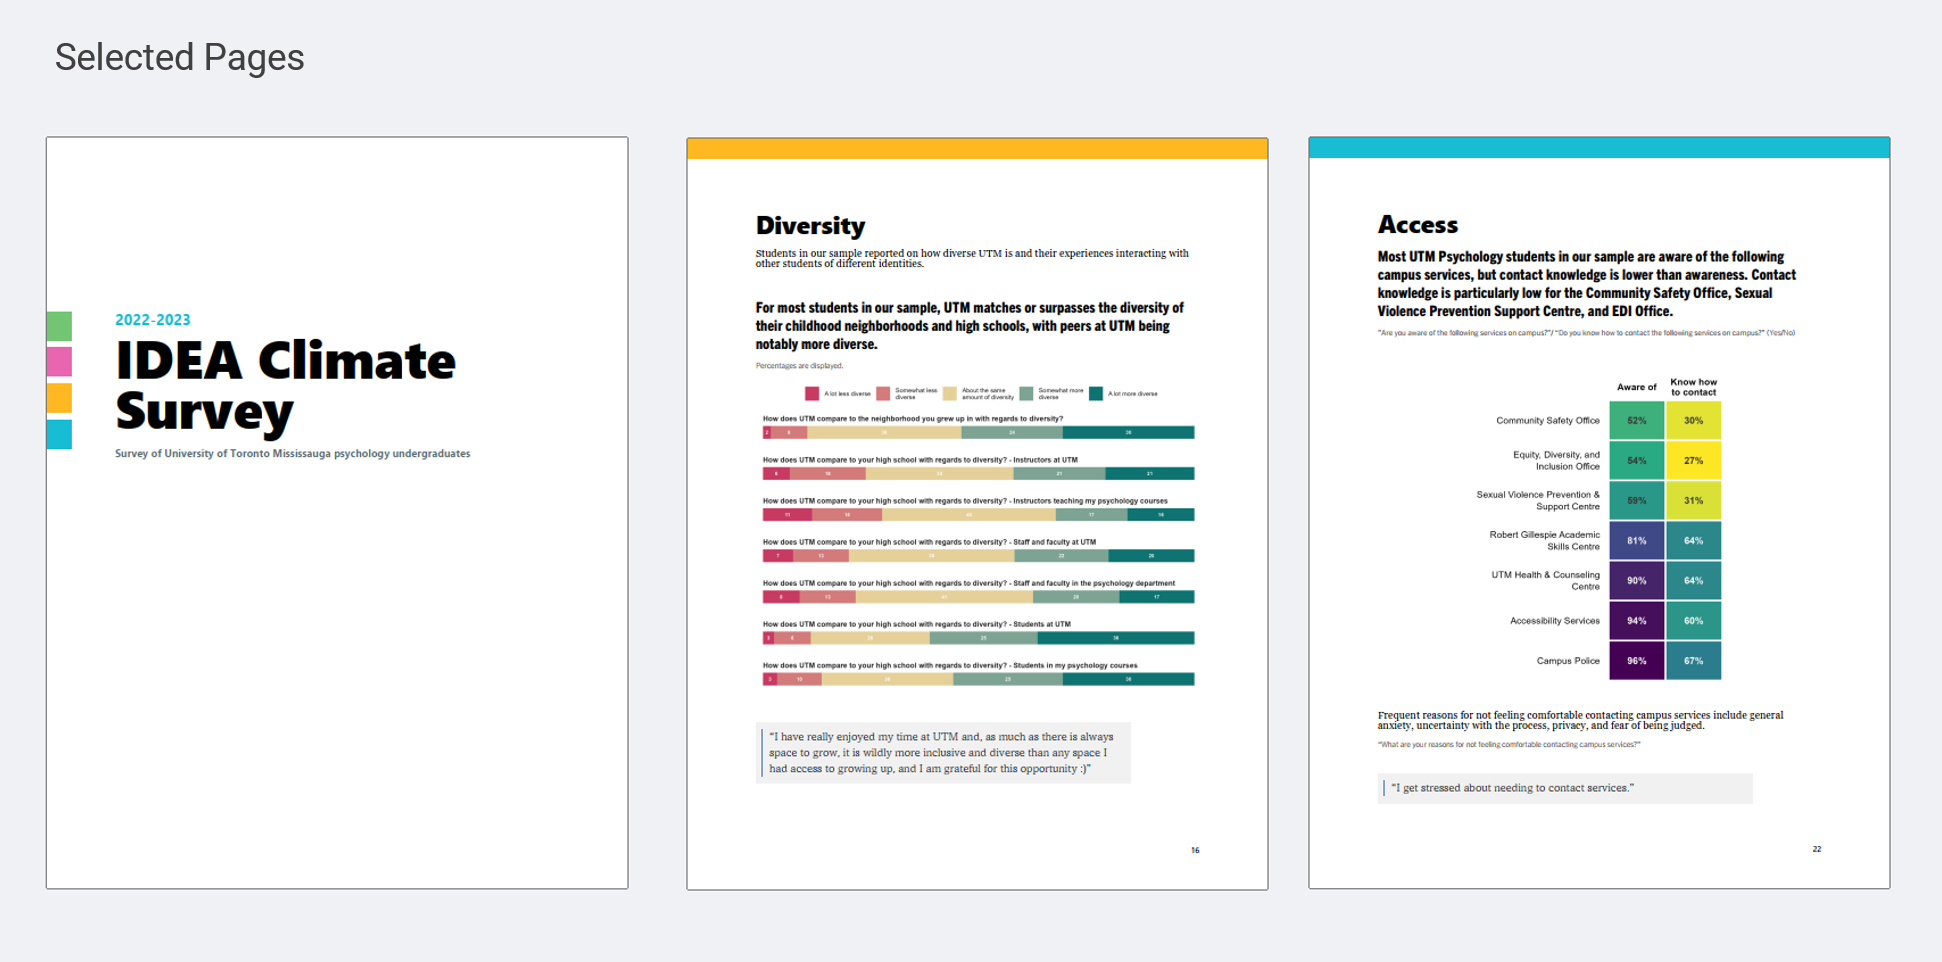 Selected Pages
2022-2023
IDEA Climate
Survey
Survey of University of Toronto Mississauga psychology undergraduates
Diversity
Students in our sample reported on how diverse UTM is and their experiences interacting with
other students of different identities.
For most students in our sample, UTM matches or surpasses the diversity of
their childhood neighborhoods and high schools, with peers at UTM being
notably more diverse.
Percentages are displayed.
A lot less diverse
Somewhat less
diverse
About the same
amount of diversity
Somewhat more
diverse
A lot more diverse
How does UTM compare to the neighborhood you grew up in with regards to diversity?
How does UTM compare to your high school with regards to diversity? - Instructors at UTM
How does UTM compare to your high school with regards to diversity? - Instructors teaching my psychology courses
11
17
How does UTM compare to your high school with regards to diversity? - Staff and faculty at UTM
7
How does UTM compare to your high school with regards to diversity? - Staff and faculty in the psychology department
13
17
How does UTM compare to your high school with regards to diversity? - Students at UTM
25
How does UTM compare to your high school with regards to diversity? - Students in my psychology courses
3 10
25
“I have really enjoyed my time at UTM and, as much as there is always
space to grow, it is wildly more inclusive and diverse than any space I
had access to growing up, and I am grateful for this opportunity :)”
16
Access
Most UTM Psychology students in our sample are aware of the following
campus services, but contact knowledge is lower than awareness. Contact
knowledge is particularly low for the Community Safety Office, Sexual
Violence Prevention Support Centre, and EDI Office.
"Are you aware of the following services on campus?"/ "Do you know how to contact the following services on campus?" (Yes/No)
Aware of
Know how
to contact
Community Safety Office 52% 30%
Equity, Diversity, and
Inclusion Office
54% 27%
Sexual Violence Prevention &
Support Centre
59% 31%
Robert Gillespie Academic
Skills Centre
81% 64%
UTM Health & Counseling
Centre
90% 64%
Accessibility Services 94% 60%
Campus Police 96% 67%
Frequent reasons for not feeling comfortable contacting campus services include general
anxiety, uncertainty with the process, privacy, and fear of being judged.
"What are your reasons for not feeling comfortable contacting campus services?"
“I get stressed about needing to contact services.”
22